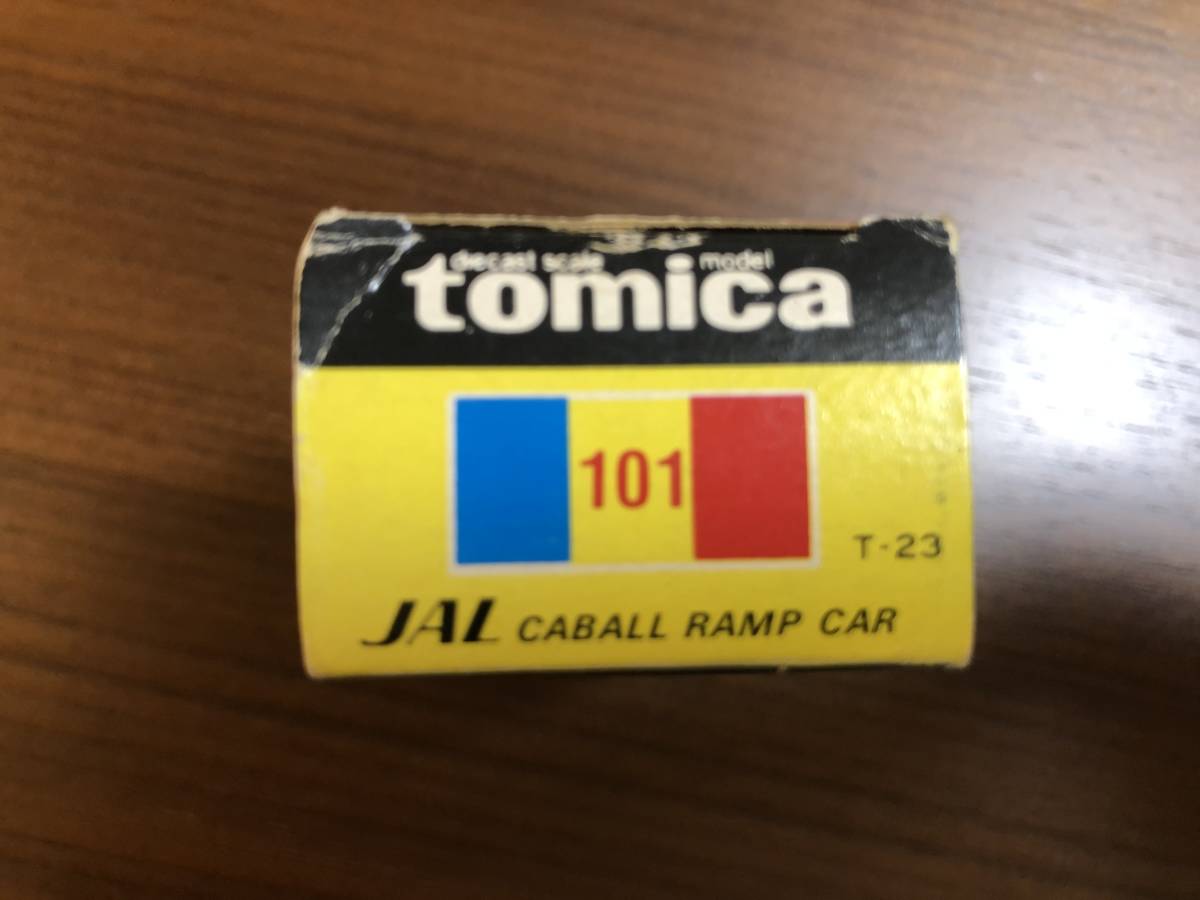 diecast scale model
tomica
101
T-23
JAL CABALL RAMP CAR